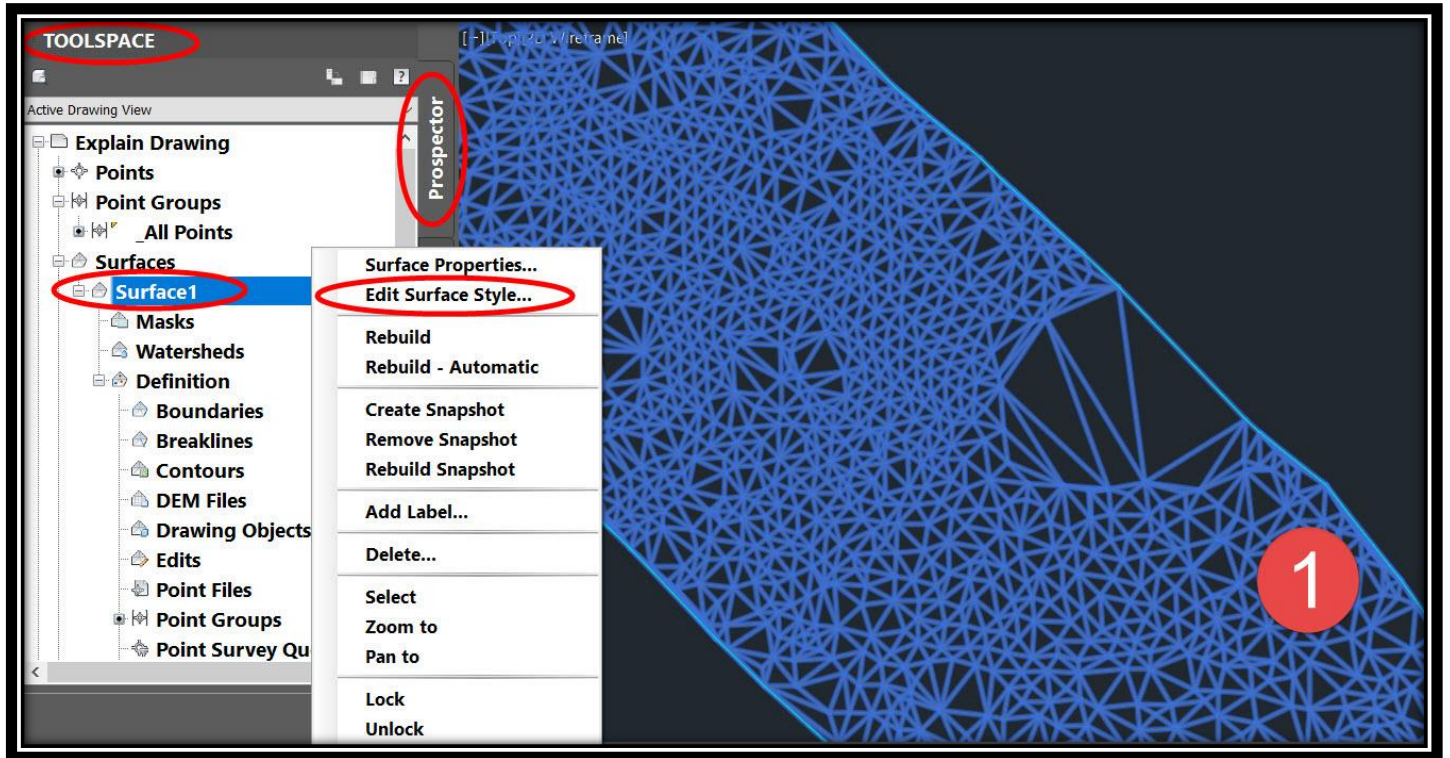 TOOLSPACE
?
Active Drawing View
Prospector
Explain Drawing
Points
Point Groups
_All Points
Surfaces
Surface1
Masks
Watersheds
Definition
Boundaries
Breaklines
Contours
DEM Files
Drawing Objects
Edits
Point Files
Point Groups
Point Survey Qu
Surface Properties...
Edit Surface Style...
Rebuild
Rebuild - Automatic
Create Snapshot
Remove Snapshot
Rebuild Snapshot
Add Label...
Delete...
Select
Zoom to
Pan to
Lock
Unlock
[-][Top][2D Wireframe]
1